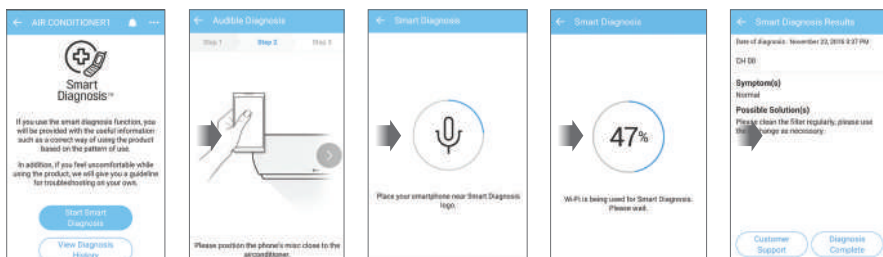 AIR CONDITIONER1
Smart
Diagnosis™
If you use the smart diagnosis function, you
will be provided with the useful information
such as a correct way of using the product
based on the pattern of use.
In addition, if you feel uncomfortable while
using the product, we will give you a guideline
for troubleshooting on your own.
Start Smart
Diagnosis
View Diagnosis
History
Audible Diagnosis
Step 1 Step 2 Step 3
Please position the phone's misc close to the
airconditioner.
Smart Diagnosis
Place your smartphone near Smart Diagnosis
logo.
Smart Diagnosis
47%
Wi-Fi is being used for Smart Diagnosis.
Please wait.
Smart Diagnosis Results
Date of diagnosis : November 23, 2016 9:37 PM
CH 00
Symptom(s)
Normal
Possible Solution(s)
Please clean the filter regularly, please use
change as necessary.
Customer
Support
Diagnosis
Complete